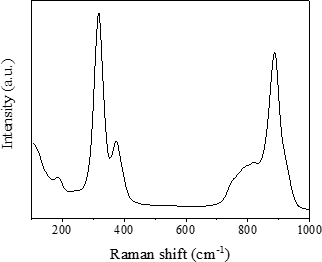 Intensity (a.u.)
200 400 600 800 1000
Raman shift (cm⁻¹)